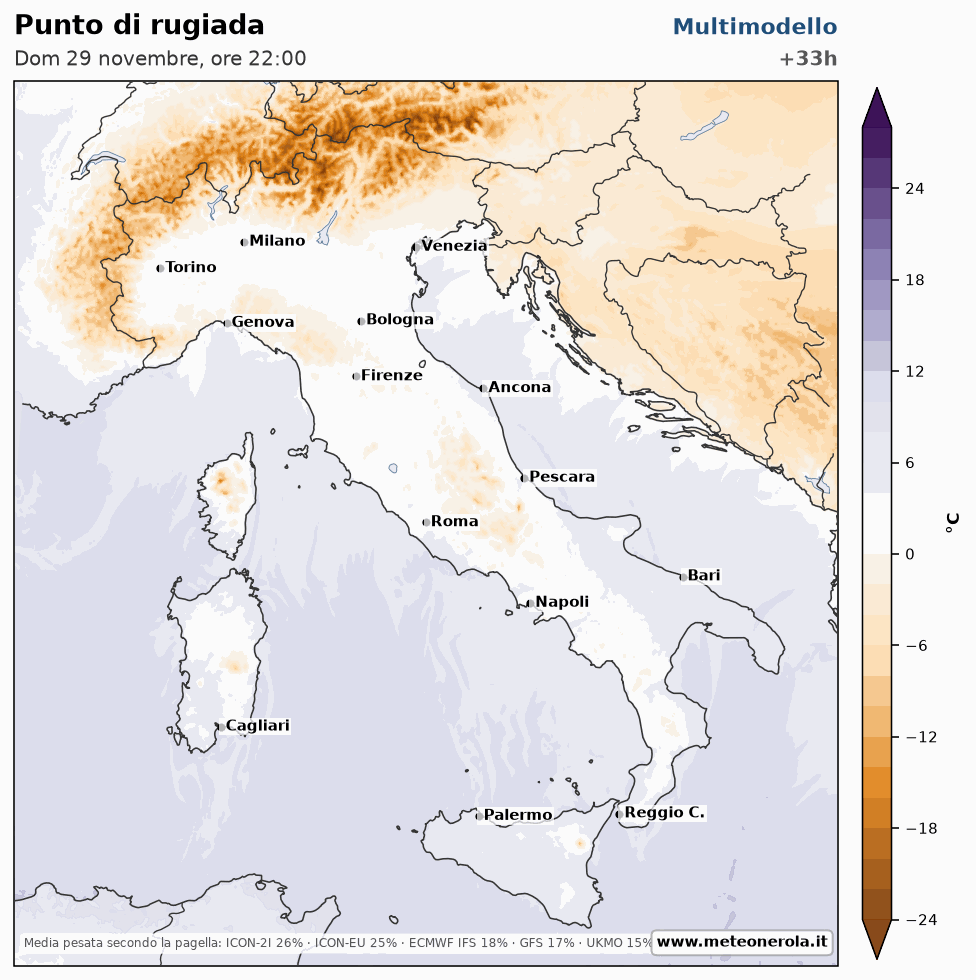 Punto di rugiada
Multimodello
Dom 29 novembre, ore 22:00
+33h
Milano
Venezia
Torino
Genova
Bologna
Firenze
Ancona
Pescara
Roma
Bari
Napoli
Cagliari
Palermo
Reggio C.
24
18
12
6
0
−6
−12
−18
−24
°C
Media pesata secondo la pagella: ICON-2I 26% · ICON-EU 25% · ECMWF IFS 18% · GFS 17% · UKMO 15%
www.meteonerola.it